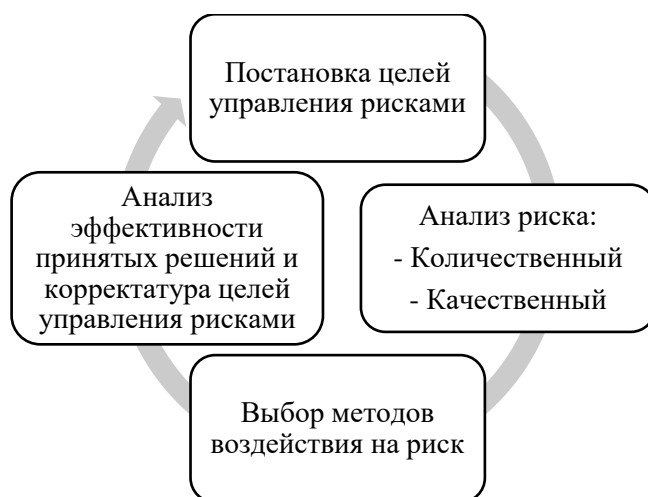 Постановка целей
управления рисками
Анализ риска:
- Количественный
- Качественный
Выбор методов
воздействия на риск
Анализ
эффективности
принятых решений и
корректатура целей
управления рисками